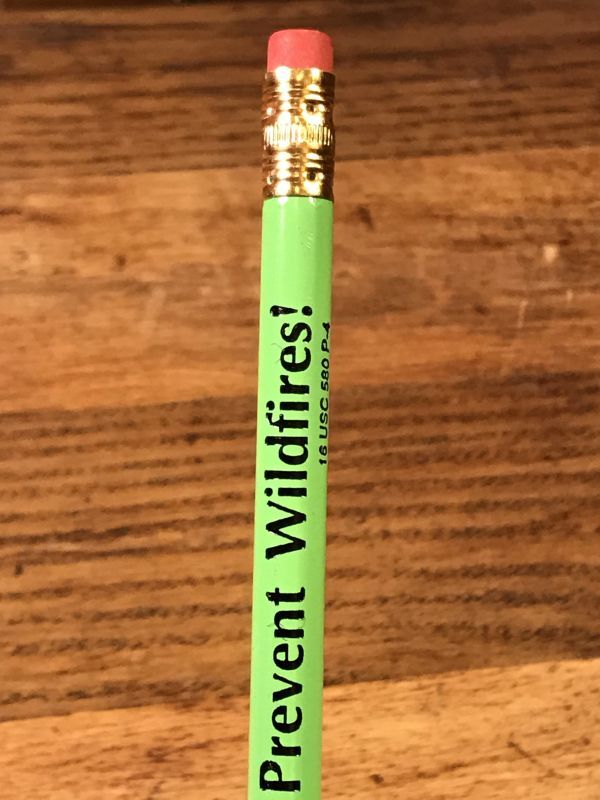 Prevent Wildfires!
16 USC 580 P-4